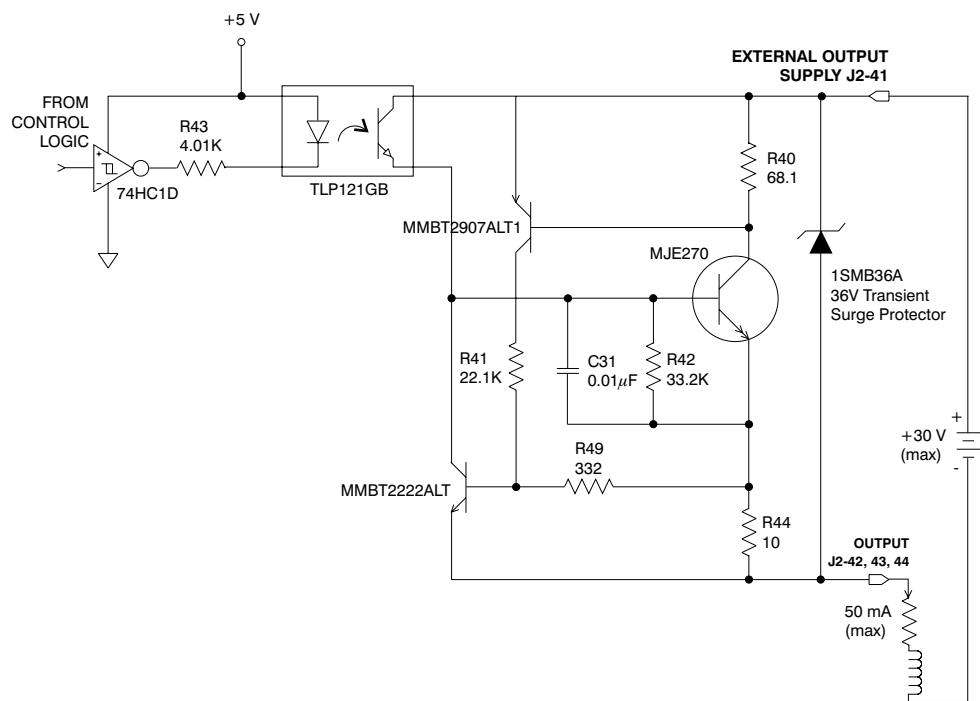 +5 V
EXTERNAL OUTPUT
SUPPLY J2-41
FROM
CONTROL
LOGIC
R43
4.01K
+
-
74HC1D
TLP121GB
R40
68.1
MMBT2907ALT1
MJE270
1SMB36A
36V Transient
Surge Protector
R41
22.1K
C31
0.01µF
R42
33.2K
+
+30 V
(max)
-
R49
332
MMBT2222ALT
R44
10
OUTPUT
J2-42, 43, 44
50 mA
(max)